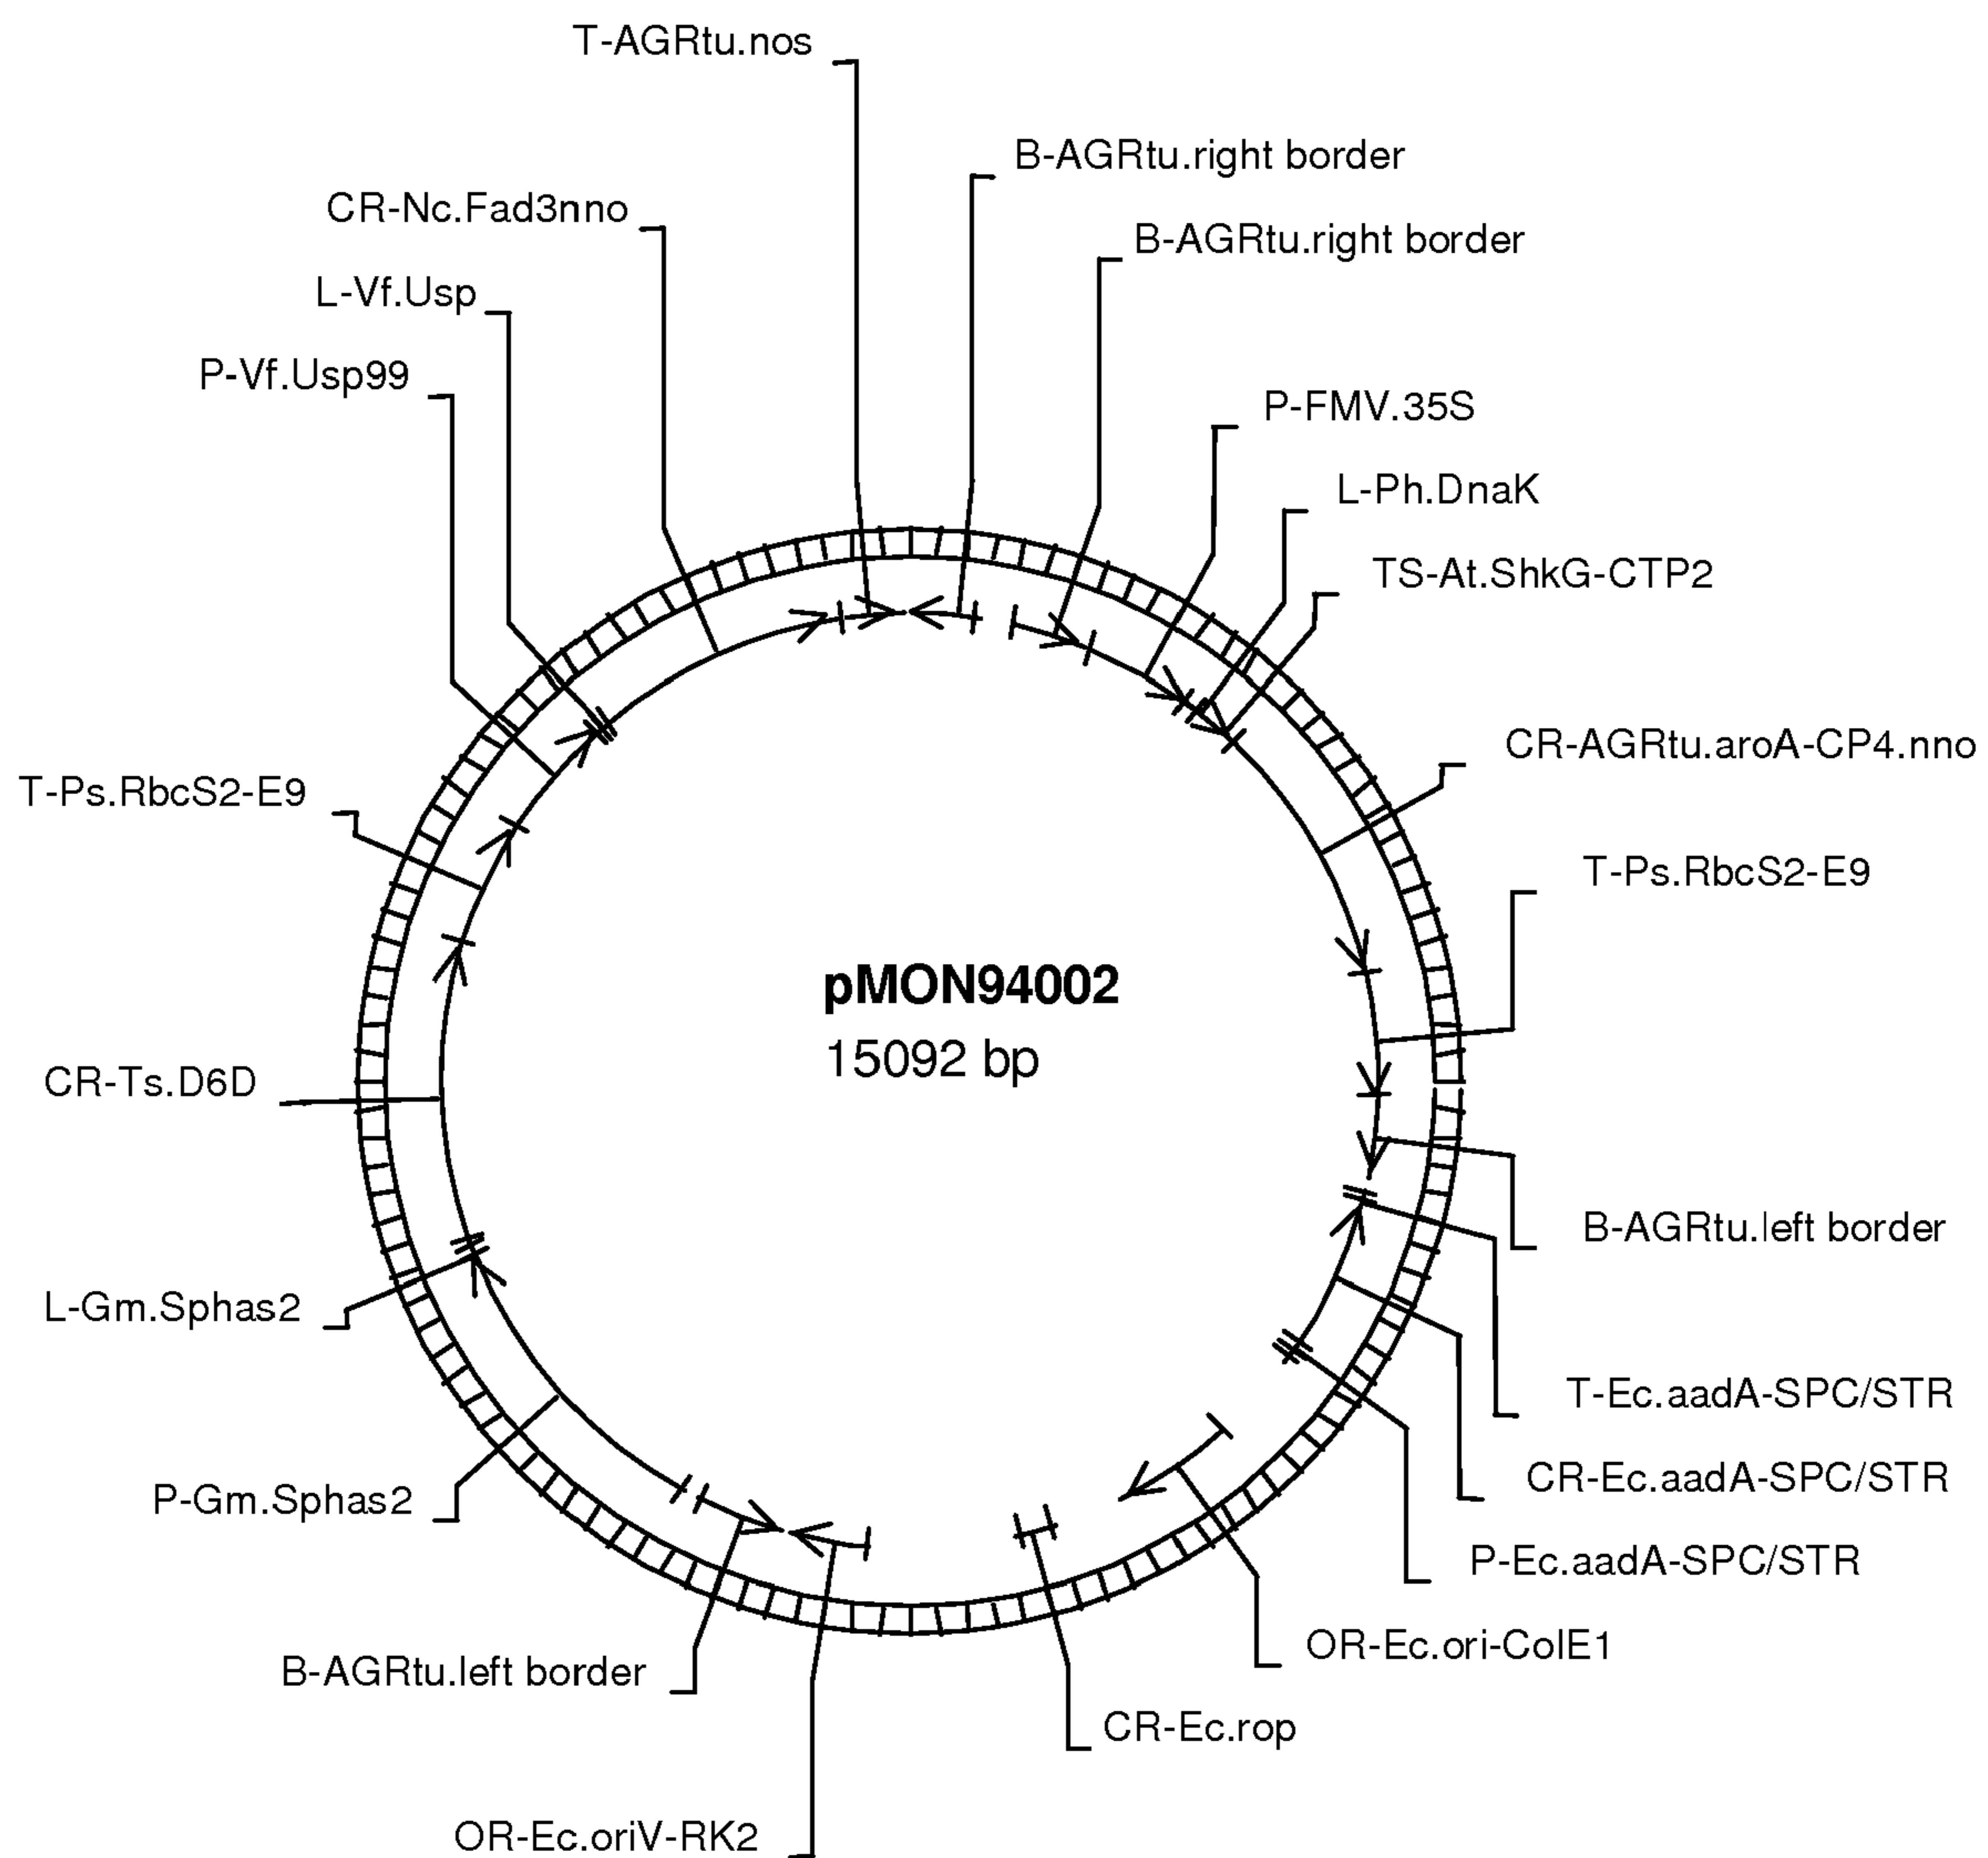 T-AGRtu.nos
B-AGRtu.right border
CR-Nc.Fad3nno
B-AGRtu.right border
L-Vf.Usp
P-Vf.Usp99
P-FMV.35S
L-Ph.DnaK
TS-At.ShkG-CTP2
CR-AGRtu.aroA-CP4.nno
T-Ps.RbcS2-E9
T-Ps.RbcS2-E9
pMON94002
15092 bp
CR-Ts.D6D
B-AGRtu.left border
L-Gm.Sphas2
T-Ec.aadA-SPC/STR
CR-Ec.aadA-SPC/STR
P-Gm.Sphas2
P-Ec.aadA-SPC/STR
OR-Ec.ori-ColE1
B-AGRtu.left border
CR-Ec.rop
OR-Ec.oriV-RK2